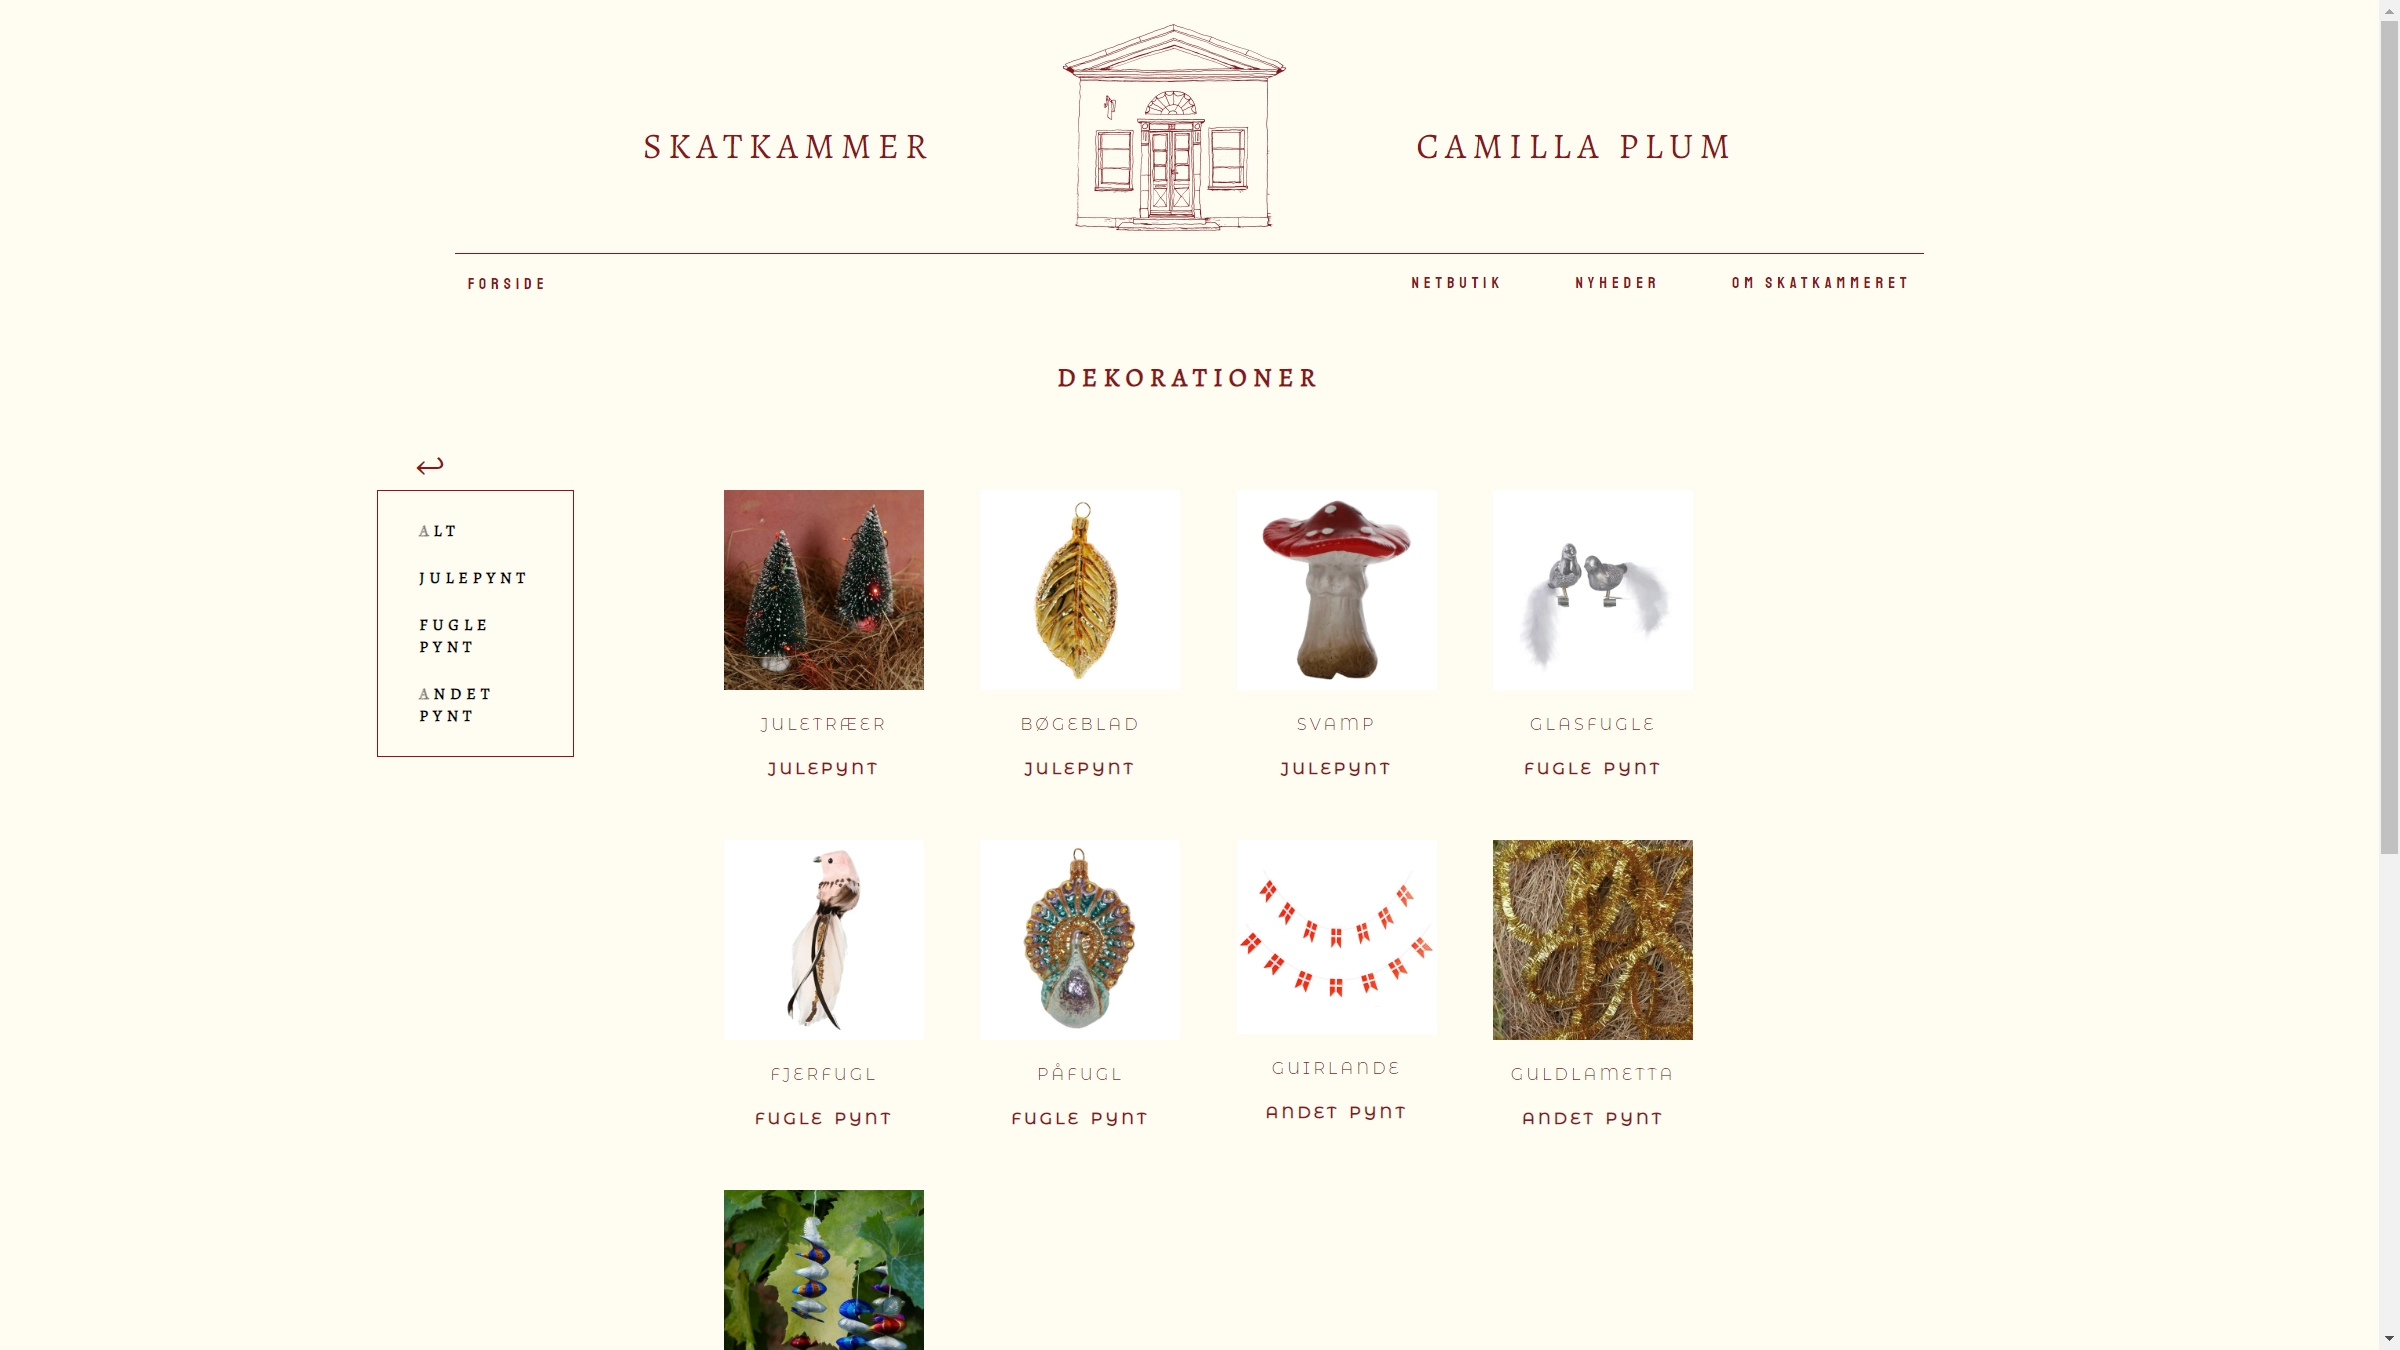 SKATKAMMER
CAMILLA PLUM
FORSIDE
NETBUTIK
NYHEDER
OM SKATKAMMERET
DEKORATIONER
ALT
JULEPYNT
FUGLE
PYNT
ANDET
PYNT
JULETRÆER
BØGEBLAD
SVAMP
GLASFUGLE
JULEPYNT
JULEPYNT
JULEPYNT
FUGLE PYNT
FJERFUGL
PÅFUGL
GUIRLANDE
GULDLAMETTA
FUGLE PYNT
FUGLE PYNT
ANDET PYNT
ANDET PYNT